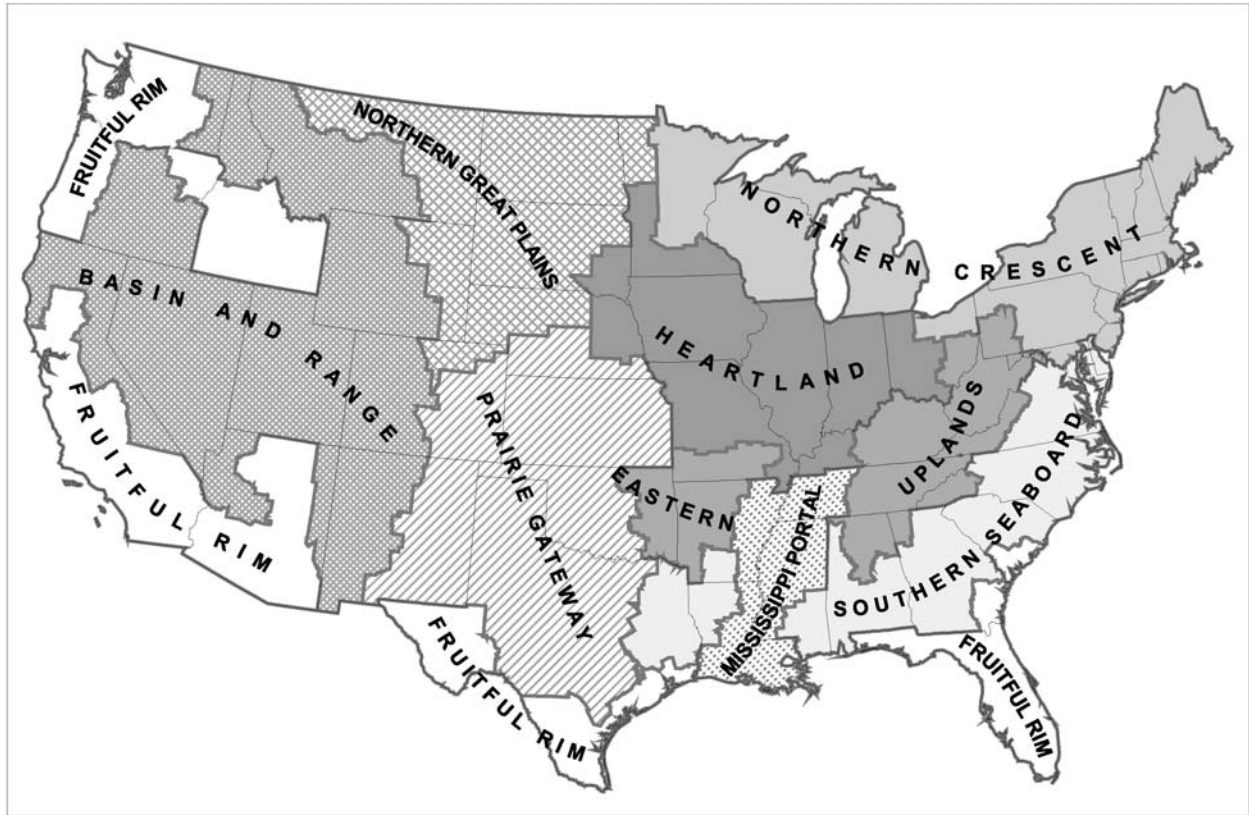 FRUITFUL RIM
NORTHERN GREAT PLAINS
NORTHERN CRESCENT
BASIN AND RANGE
HEARTLAND
FRUITFUL RIM
PRAIRIE GATEWAY
EASTERN UPLANDS
MISSISSIPPI PORTAL
SOUTHERN SEABOARD
FRUITFUL RIM
FRUITFUL RIM